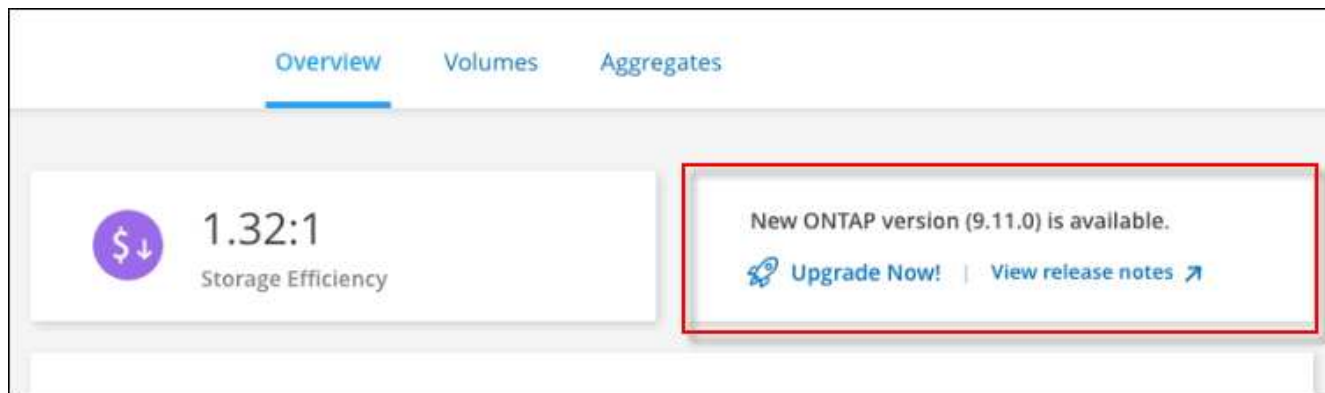 Overview Volumes Aggregates
1.32:1
Storage Efficiency
New ONTAP version (9.11.0) is available.
Upgrade Now! | View release notes